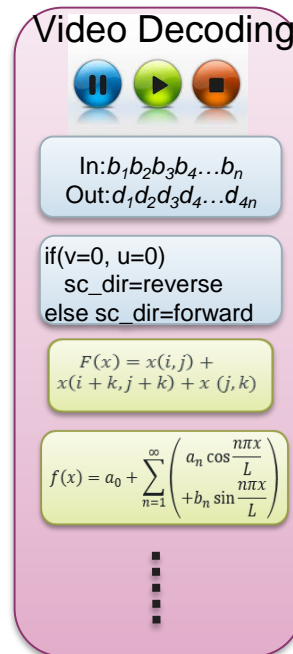 Video Decoding
In:b₁b₂b₃b₄…bₙ
Out:d₁d₂d₃d₄…d₄ₙ
if(v=0, u=0)
sc_dir=reverse
else sc_dir=forward
F(x) = x(i,j) +
x(i + k,j + k) + x (j,k)
f(x) = a₀ + ∑_{n=1}^{∞} ( aₙ cos nπx/L
+bₙ sin nπx/L )